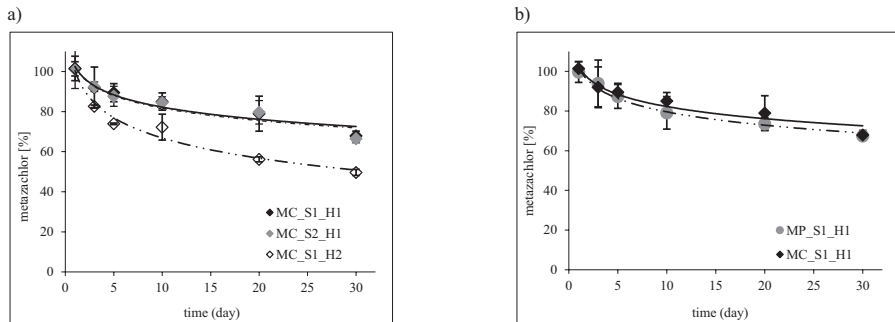 a)
metazachlor [%]
100
80
60
40
20
0
0 5 10 15 20 25 30
time (day)
MC_S1_H1
MC_S2_H1
MC_S1_H2
b)
metazachlor [%]
100
80
60
40
20
0
0 5 10 15 20 25 30
time (day)
MP_S1_H1
MC_S1_H1